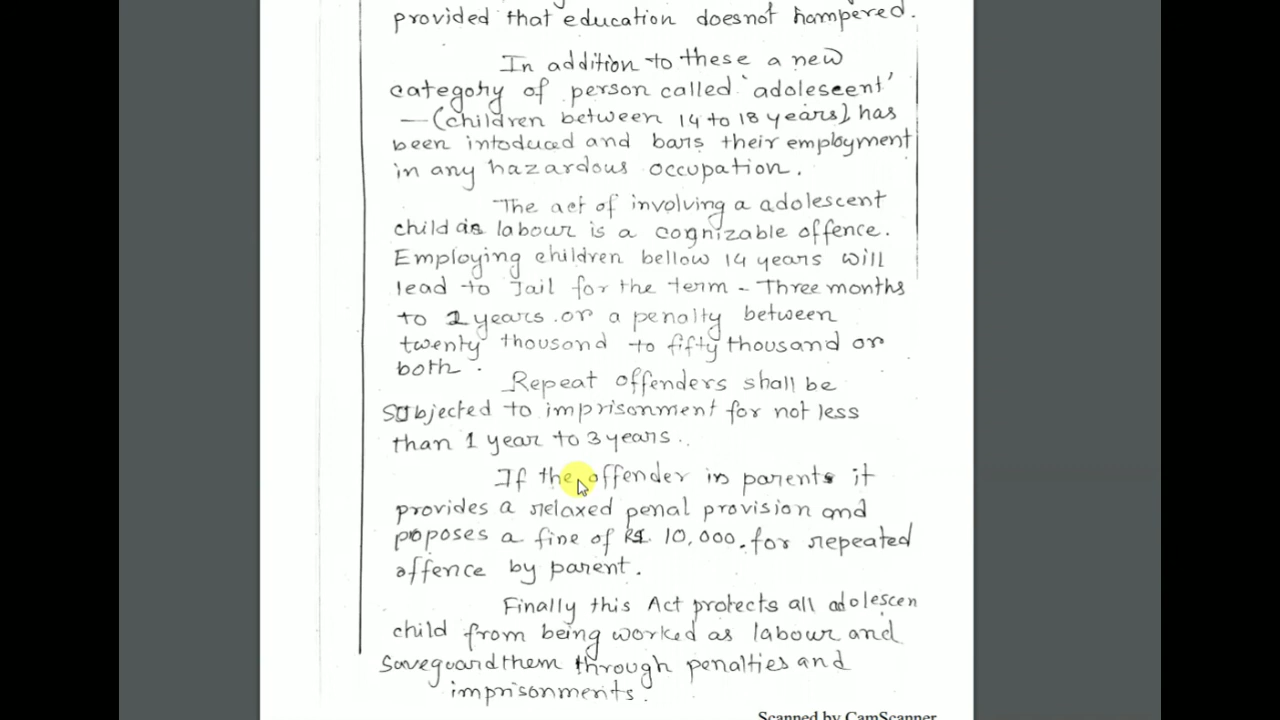 provided that education doesnot hampered.
In addition to these a new
category of person called 'adolescent'
— (children between 14 to 18 years), has
been intoduced and bars their employment
in any hazardous occupation.
The act of involving a adolescent
child as labour is a cognizable offence.
Employing children bellow 14 years will
lead to Jail for the term - Three months
to 2 years or a penalty between
twenty thousand to fifty thousand or
both.
Repeat offenders shall be
subjected to imprisonment for not less
than 1 year to 3 years.
If the offender is parents it
provides a relaxed penal provision and
proposes a fine of Rs. 10,000. for repeated
offence by parent.
Finally this Act protects all adolescen
child from being worked as labour and
saveguard them through penalties and
imprisonments.
Scanned by CamScanner